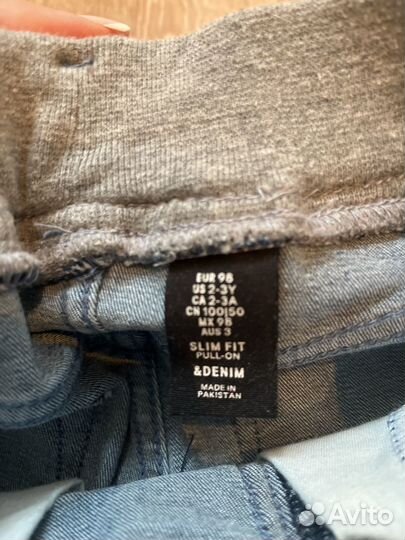 EUR 98
US 2-3Y
CA 2-3A
CN 100|50
MX 98
AUS 3
SLIM FIT
PULL-ON
&DENIM
MADE IN
PAKISTAN
Avito